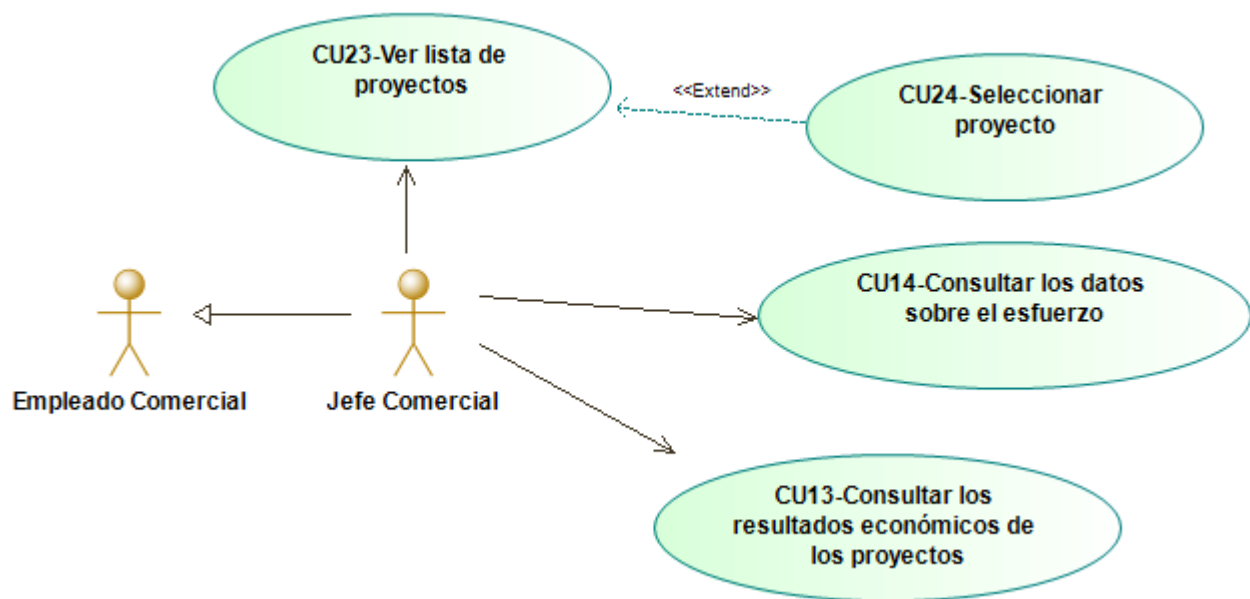 CU23-Ver lista de
proyectos
<<Extend>>
CU24-Seleccionar
proyecto
CU14-Consultar los datos
sobre el esfuerzo
Empleado Comercial
Jefe Comercial
CU13-Consultar los
resultados económicos de
los proyectos